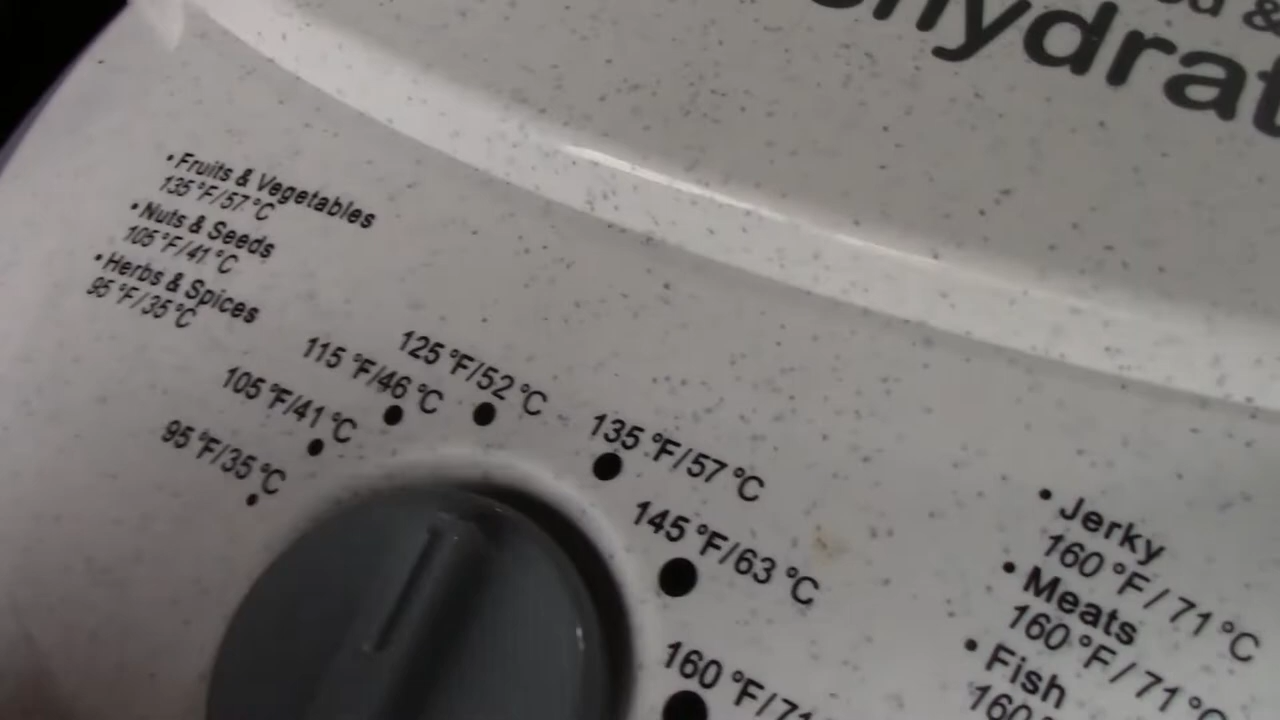 &
• Fruits & Vegetables
135 °F/57 °C
• Nuts & Seeds
105 °F/41 °C
• Herbs & Spices
95 °F/35 °C
95 °F/35 °C
105 °F/41 °C
115 °F/46 °C
125 °F/52 °C
135 °F/57 °C
145 °F/63 °C
160 °F/71
• Jerky
160 °F/71 °C
• Meats
160 °F/71 °C
• Fish
160